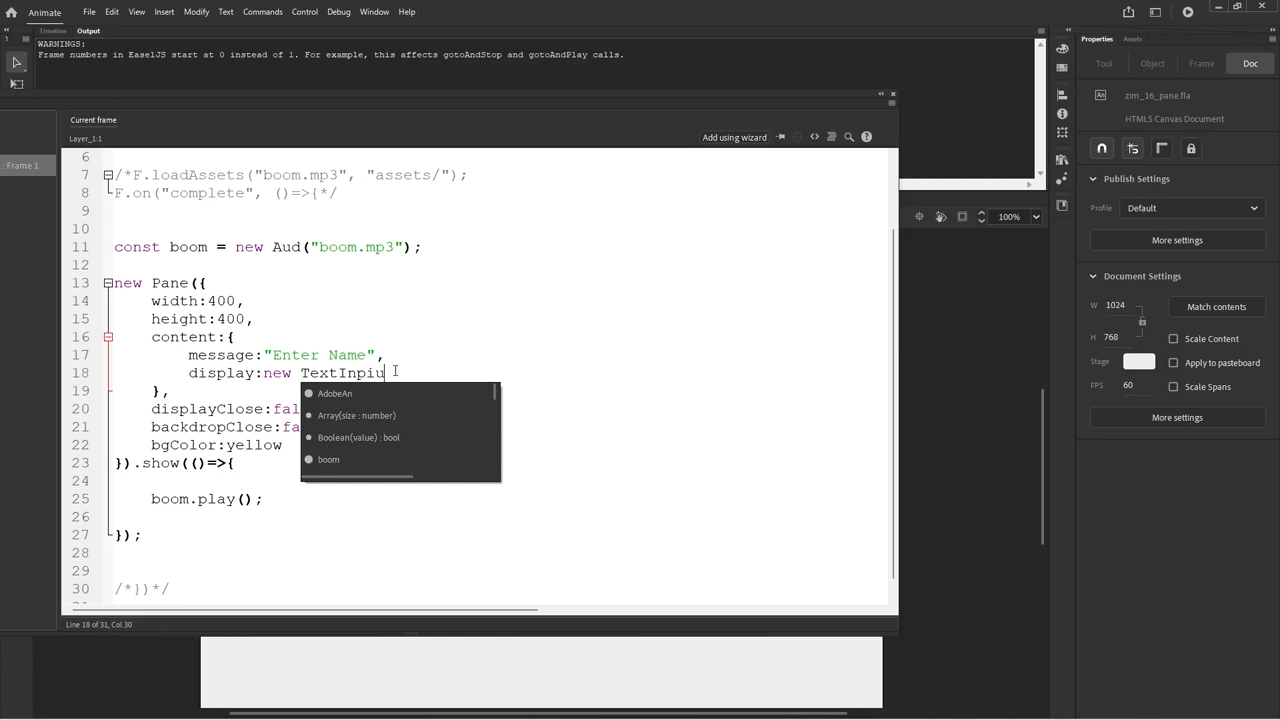 Animate
File Edit View Insert Modify Text Commands Control Debug Window Help
Timeline Output
WARNINGS:
Frame numbers in EaselJS start at 0 instead of 1. For example, this affects gotoAndStop and gotoAndPlay calls.
1
Current frame
Layer_1:1
Add using wizard
: Frame 1
6
7 /*F.loadAssets("boom.mp3", "assets/");
8 F.on("complete", ()=>{*/
9
10
11 const boom = new Aud("boom.mp3");
12
13 new Pane({
14 width:400,
15 height:400,
16 content:{
17 message:"Enter Name",
18 display:new TextInpiu
19 },
20 displayClose:fal
21 backdropClose:fa
22 bgColor:yellow
23 }).show(()=>{
24
25 boom.play();
26
27 });
28
29
30 /*})*/
AdobeAn
Array(size : number)
Boolean(value) : bool
boom
Line 18 of 31, Col 30
100%
Properties Assets
Tool Object Frame Doc
An zim_16_pane.fla
HTML5 Canvas Document
Publish Settings
Profile Default
More settings
Document Settings
W 1024 Match contents
H 768 Scale Content
Stage Apply to pasteboard
FPS 60 Scale Spans
More settings